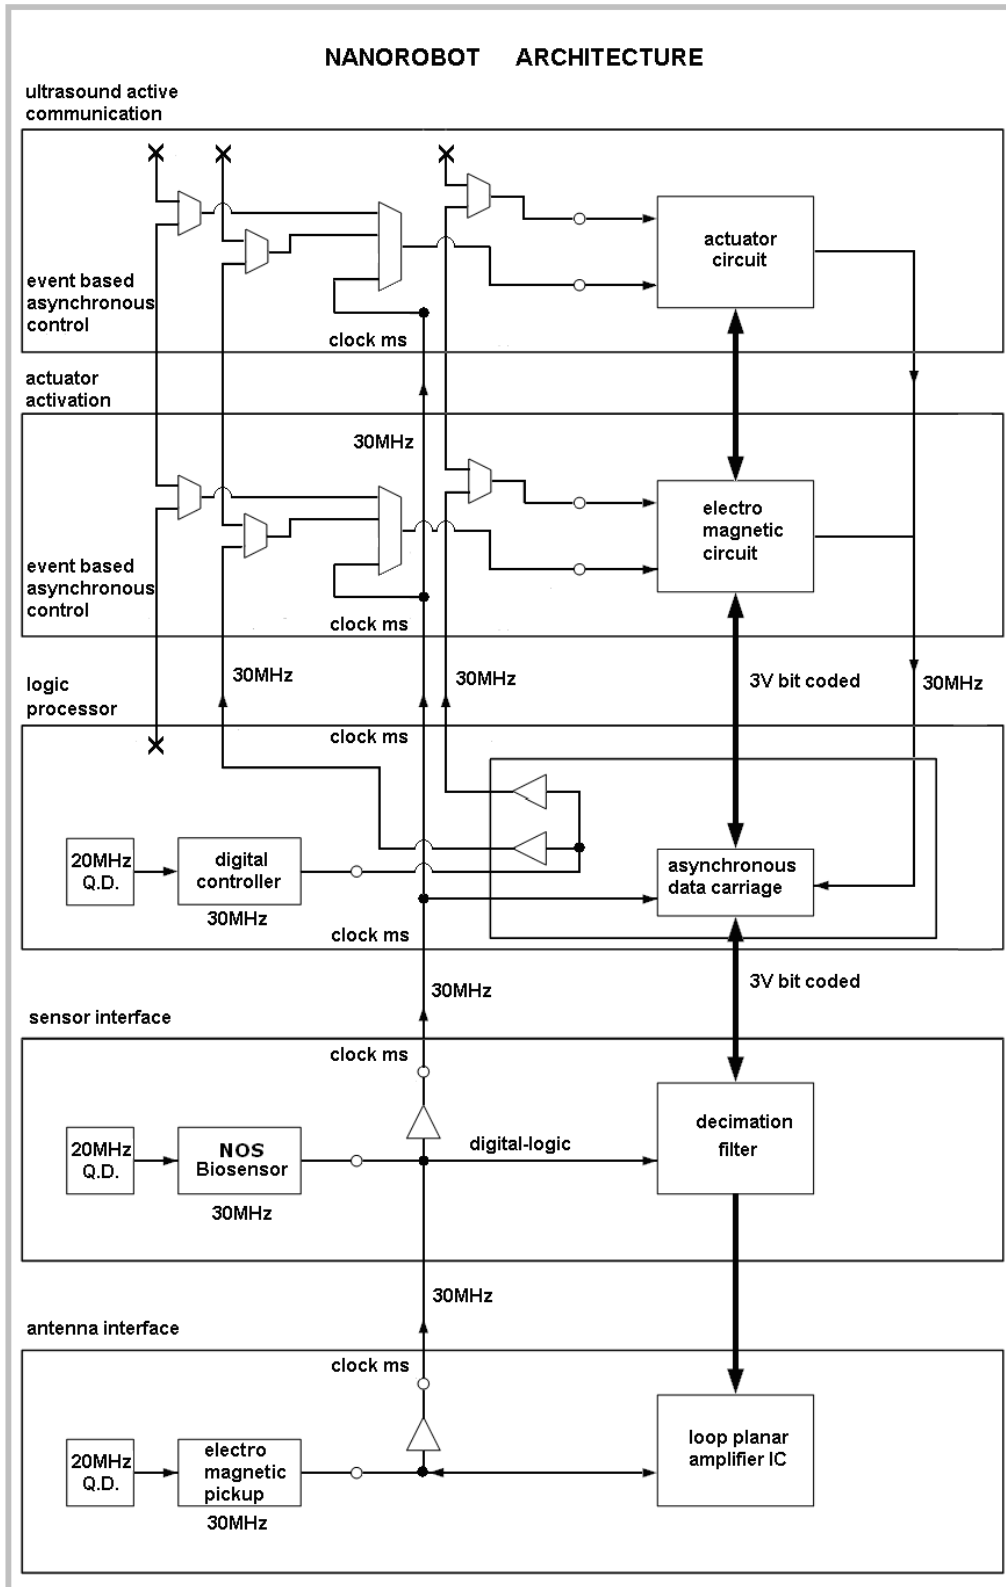 NANOROBOT ARCHITECTURE
ultrasound active
communication
actuator
circuit
event based
asynchronous
control
clock ms
actuator
activation
30MHz
electro
magnetic
circuit
event based
asynchronous
control
clock ms
logic
processor
30MHz
30MHz
3V bit coded
30MHz
clock ms
20MHz
Q.D.
digital
controller
30MHz
asynchronous
data carriage
clock ms
30MHz
3V bit coded
sensor interface
clock ms
20MHz
Q.D.
NOS
Biosensor
30MHz
digital-logic
decimation
filter
30MHz
antenna interface
clock ms
20MHz
Q.D.
electro
magnetic
pickup
30MHz
loop planar
amplifier IC